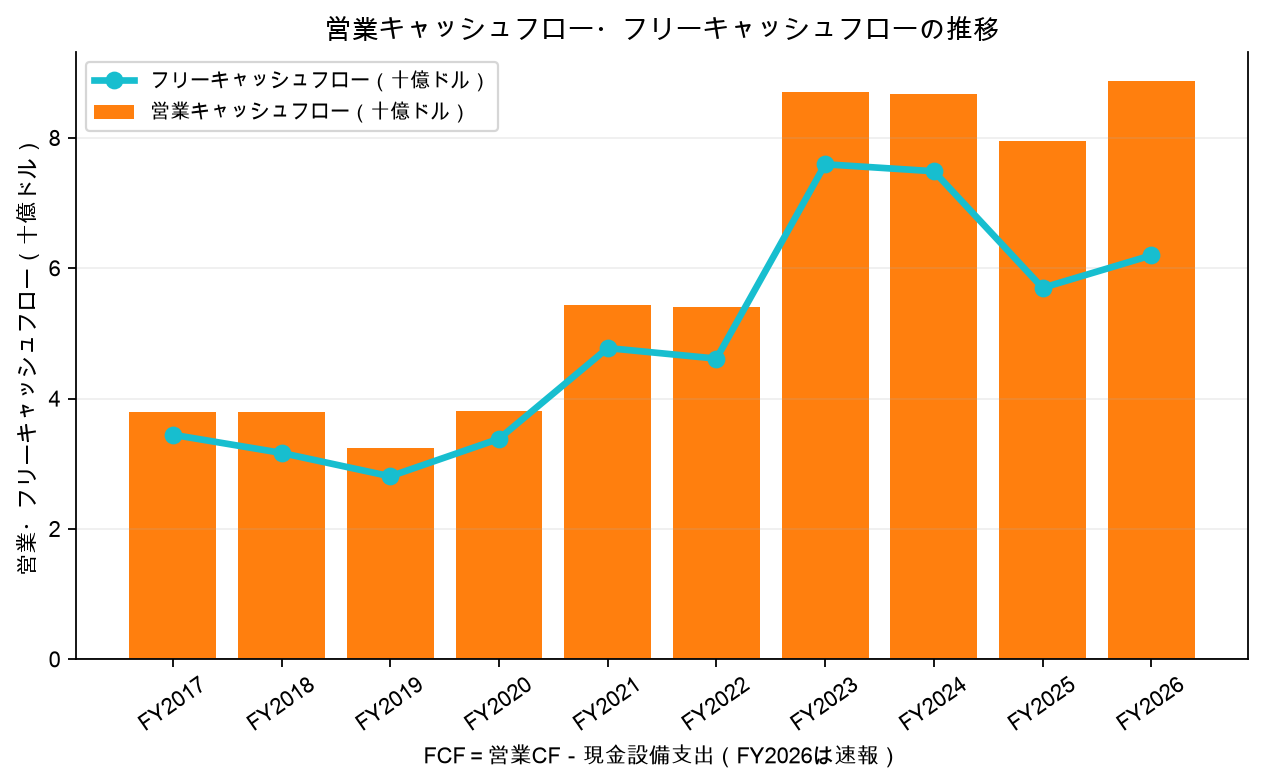 営業キャッシュフロー・フリーキャッシュフローの推移
フリーキャッシュフロー（十億ドル）
営業キャッシュフロー（十億ドル）
営業・フリーキャッシュフロー（十億ドル）
8
6
4
2
0
FY2017
FY2018
FY2019
FY2020
FY2021
FY2022
FY2023
FY2024
FY2025
FY2026
FCF = 営業CF - 現金設備支出（FY2026は速報）